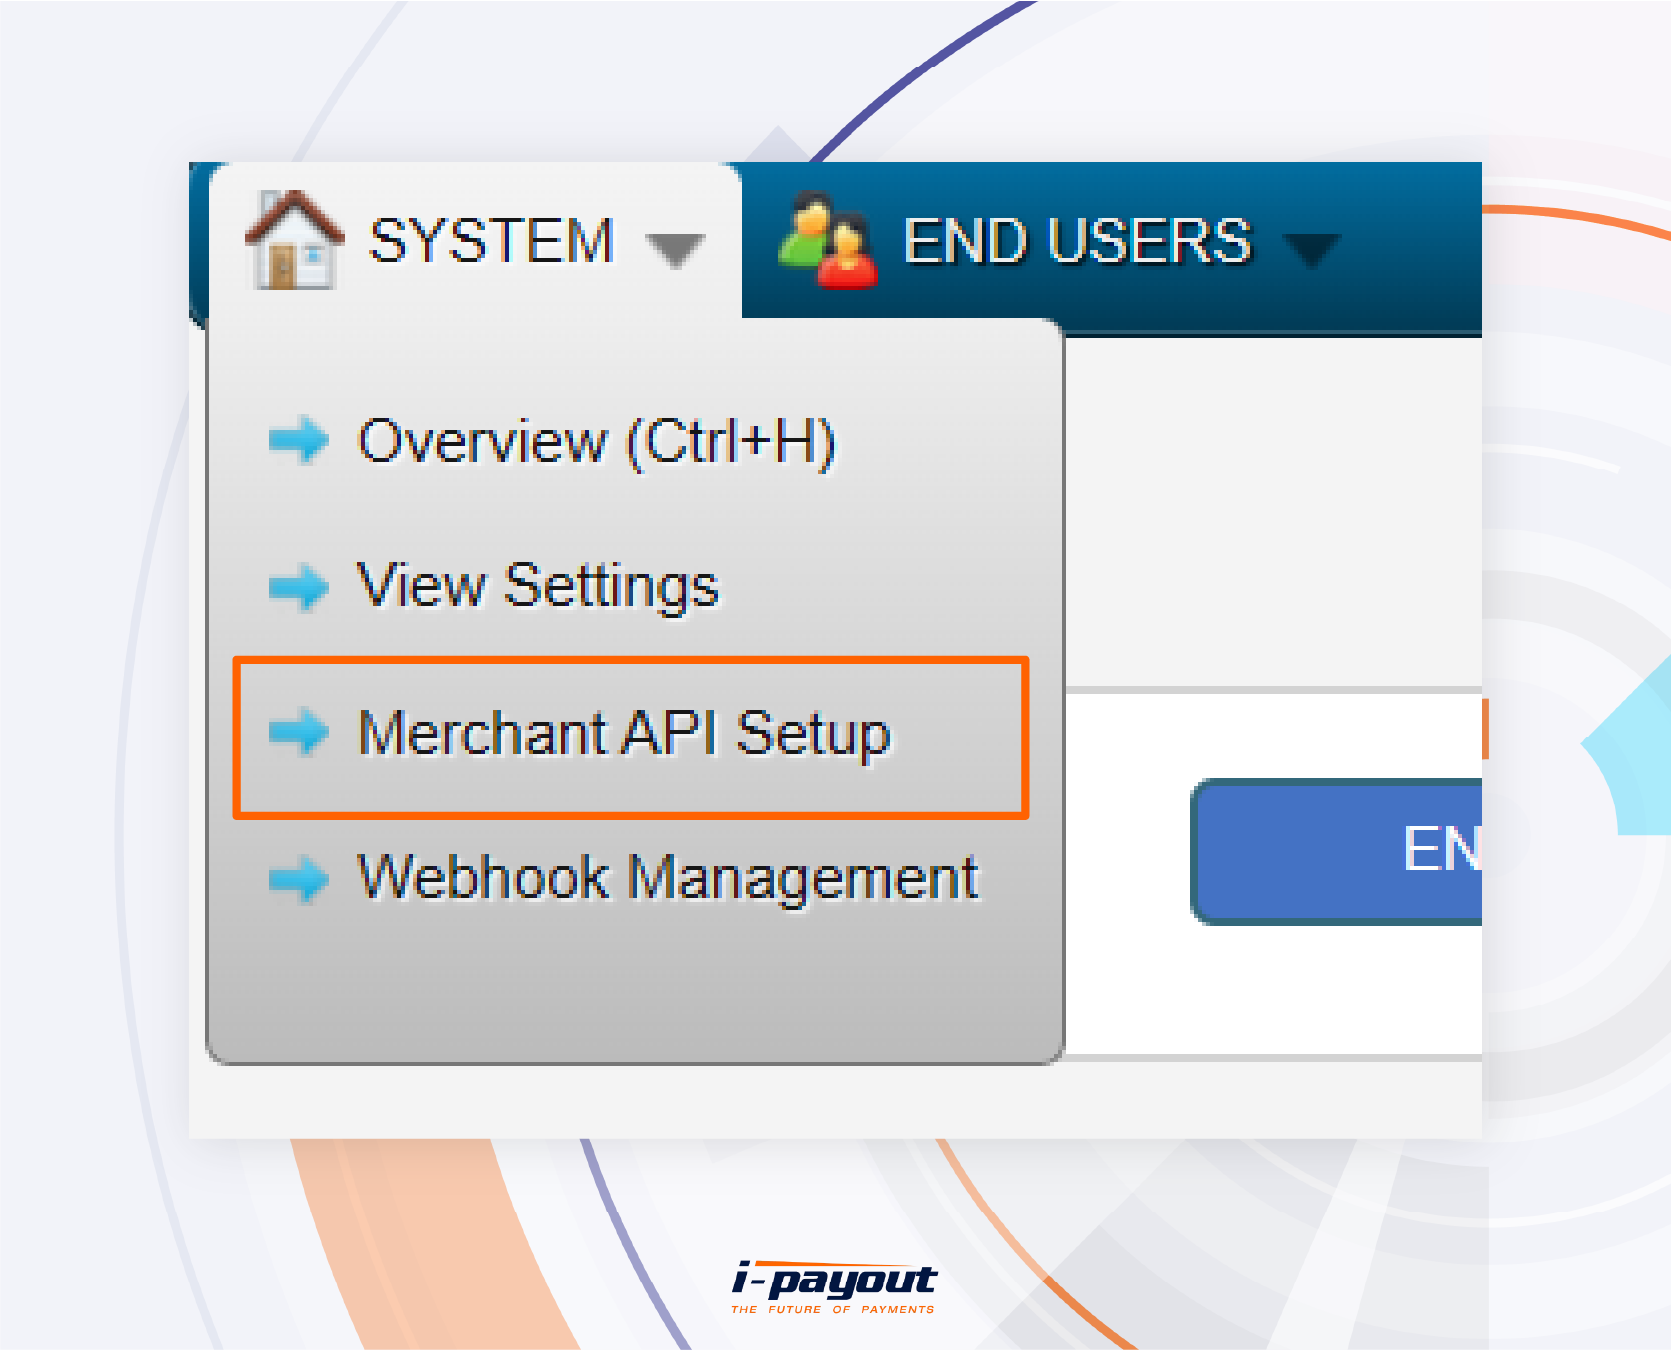 SYSTEM
END USERS
Overview (Ctrl+H)
View Settings
Merchant API Setup
Webhook Management
EN
i-payout
THE FUTURE OF PAYMENTS